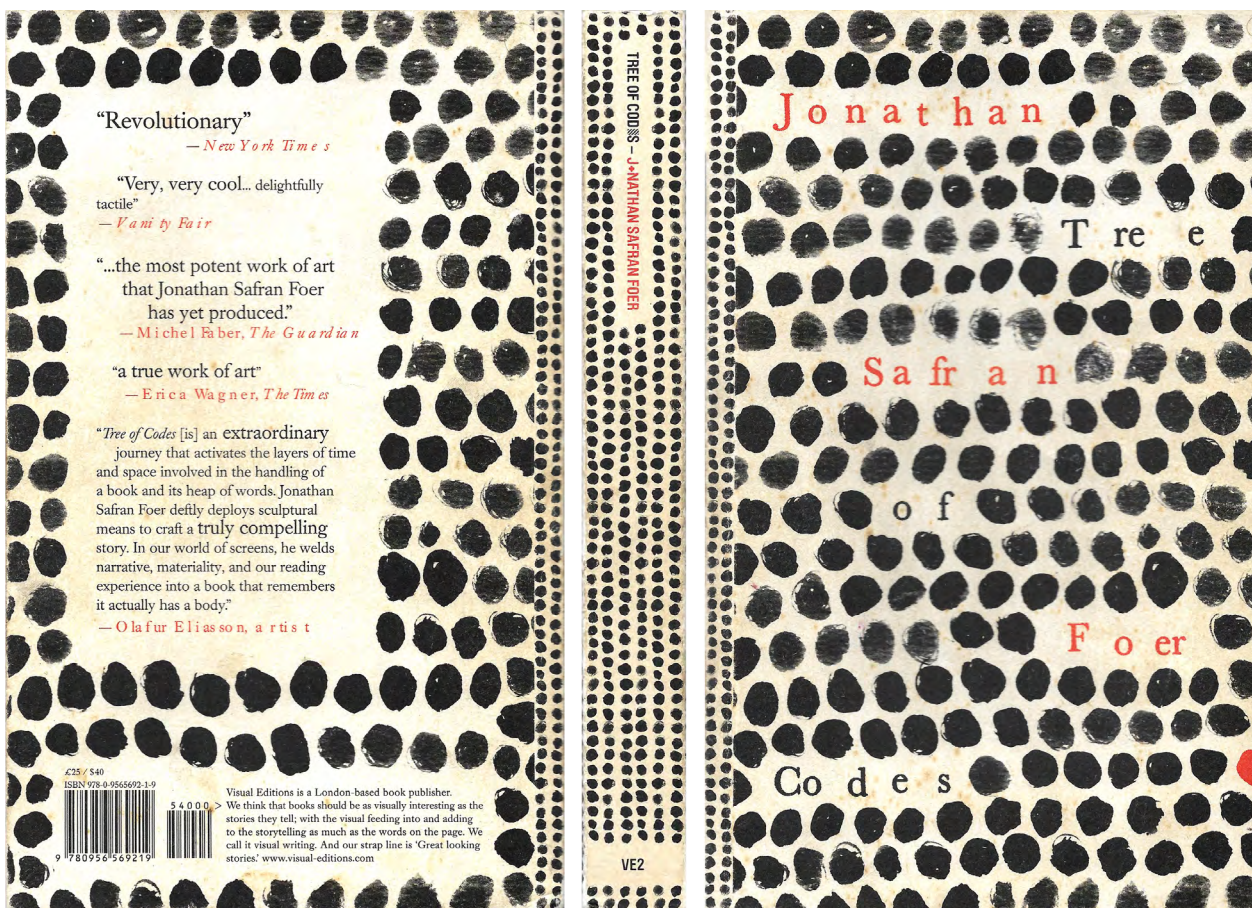 “Revolutionary”
— New York Times
“Very, very cool... delightfully
tactile”
— Vanity Fair
“...the most potent work of art
that Jonathan Safran Foer
has yet produced.”
— Michel Faber, The Guardian
“a true work of art”
— Erica Wagner, The Times
“Tree of Codes [is] an extraordinary
journey that activates the layers of time
and space involved in the handling of
a book and its heap of words. Jonathan
Safran Foer deftly deploys sculptural
means to craft a truly compelling
story. In our world of screens, he welds
narrative, materiality, and our reading
experience into a book that remembers
it actually has a body.”
— Olafur Eliasson, artist
£25 / $40
ISBN 978-0-9565692-1-9
54000 >
9 780956 569219
Visual Editions is a London-based book publisher.
We think that books should be as visually interesting as the
stories they tell; with the visual feeding into and adding
to the storytelling as much as the words on the page. We
call it visual writing. And our strap line is ‘Great looking
stories.’ www.visual-editions.com
TREE OF CODES – JONATHAN SAFRAN FOER
VE2
Jonathan
Tree
Safran
of
Foer
Codes